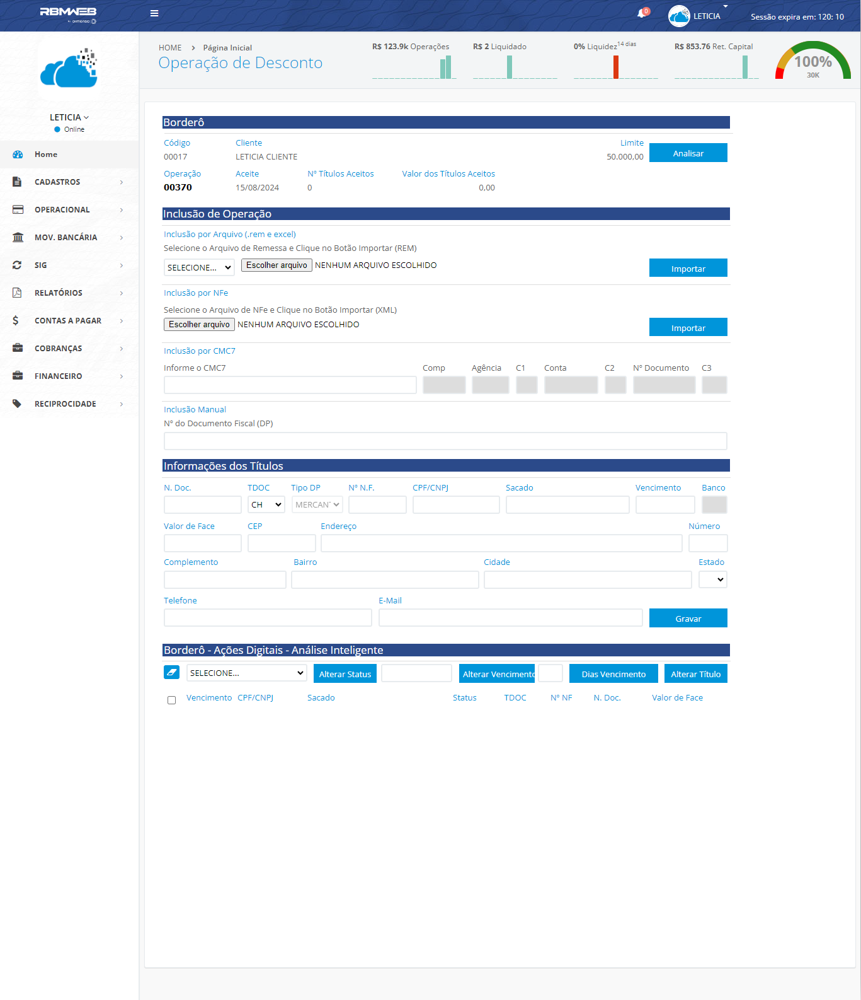 RBMWEB
by dimensa
0
LETICIA
Sessão expira em: 120: 10
LETICIA
Online
Home
CADASTROS
OPERACIONAL
MOV. BANCÁRIA
SIG
RELATÓRIOS
CONTAS A PAGAR
COBRANÇAS
FINANCEIRO
RECIPROCIDADE
HOME > Página Inicial
Operação de Desconto
R$ 123.9k Operações
R$ 2 Liquidado
0% Liquidez 14 dias
R$ 853.76 Ret. Capital
100%
30K
Borderô
Código Cliente Limite
00017 LETICIA CLIENTE 50.000,00 Analisar
Operação Aceite Nº Títulos Aceitos Valor dos Títulos Aceitos
00370 15/08/2024 0 0,00
Inclusão de Operação
Inclusão por Arquivo (.rem e excel)
Selecione o Arquivo de Remessa e Clique no Botão Importar (REM)
SELECIONE... Escolher arquivo NENHUM ARQUIVO ESCOLHIDO Importar
Inclusão por NFe
Selecione o Arquivo de NFe e Clique no Botão Importar (XML)
Escolher arquivo NENHUM ARQUIVO ESCOLHIDO Importar
Inclusão por CMC7
Informe o CMC7 Comp Agência C1 Conta C2 Nº Documento C3
Inclusão Manual
Nº do Documento Fiscal (DP)
Informações dos Títulos
N. Doc. TDOC Tipo DP Nº N.F. CPF/CNPJ Sacado Vencimento Banco
CH MERCANT
Valor de Face CEP Endereço Número
Complemento Bairro Cidade Estado
Telefone E-Mail
Gravar
Borderô - Ações Digitais - Análise Inteligente
SELECIONE... Alterar Status Alterar Vencimento Dias Vencimento Alterar Título
Vencimento CPF/CNPJ Sacado Status TDOC Nº NF N. Doc. Valor de Face